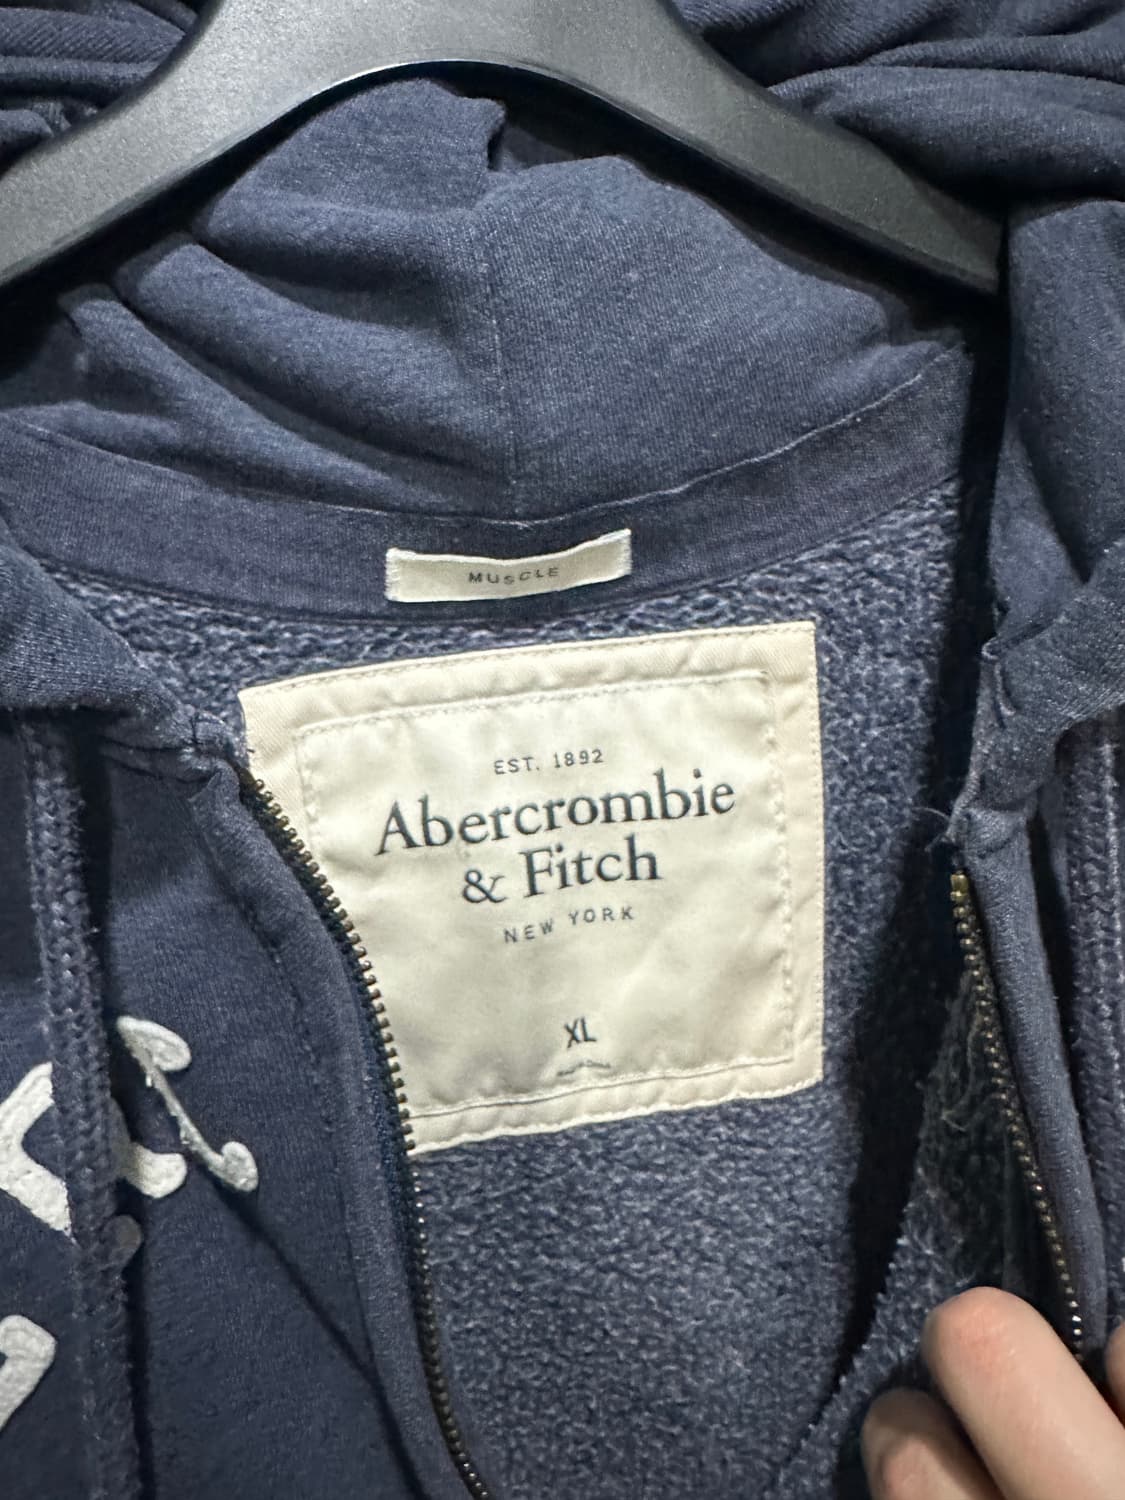 MUSCLE
EST. 1892
Abercrombie
& Fitch
NEW YORK
XL